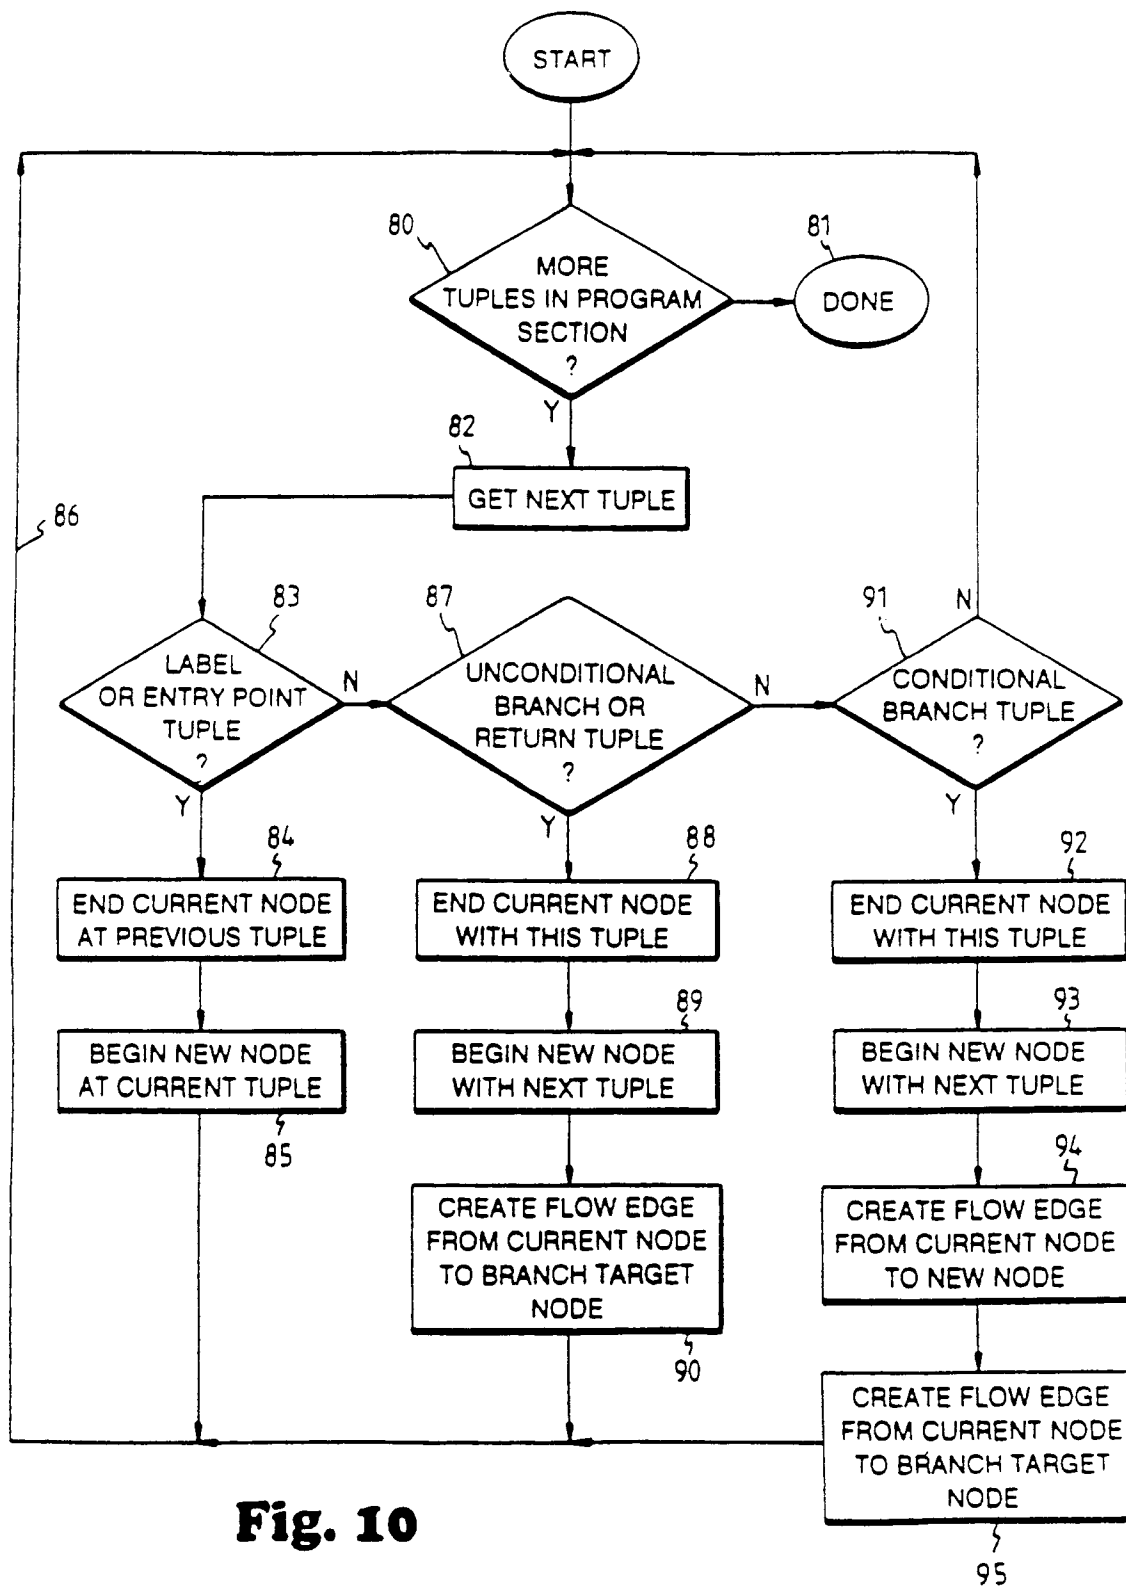 START
80
81
MORE
TUPLES IN PROGRAM
SECTION
?
DONE
Y
82
GET NEXT TUPLE
86
83
87
91
N
LABEL
OR ENTRY POINT
TUPLE
?
N
UNCONDITIONAL
BRANCH OR
RETURN TUPLE
?
N
CONDITIONAL
BRANCH TUPLE
?
Y
Y
Y
84
88
92
END CURRENT NODE
AT PREVIOUS TUPLE
END CURRENT NODE
WITH THIS TUPLE
END CURRENT NODE
WITH THIS TUPLE
89
93
BEGIN NEW NODE
AT CURRENT TUPLE
BEGIN NEW NODE
WITH NEXT TUPLE
BEGIN NEW NODE
WITH NEXT TUPLE
85
94
CREATE FLOW EDGE
FROM CURRENT NODE
TO BRANCH TARGET
NODE
CREATE FLOW EDGE
FROM CURRENT NODE
TO NEW NODE
90
CREATE FLOW EDGE
FROM CURRENT NODE
TO BRANCH TARGET
NODE
95
Fig. 10